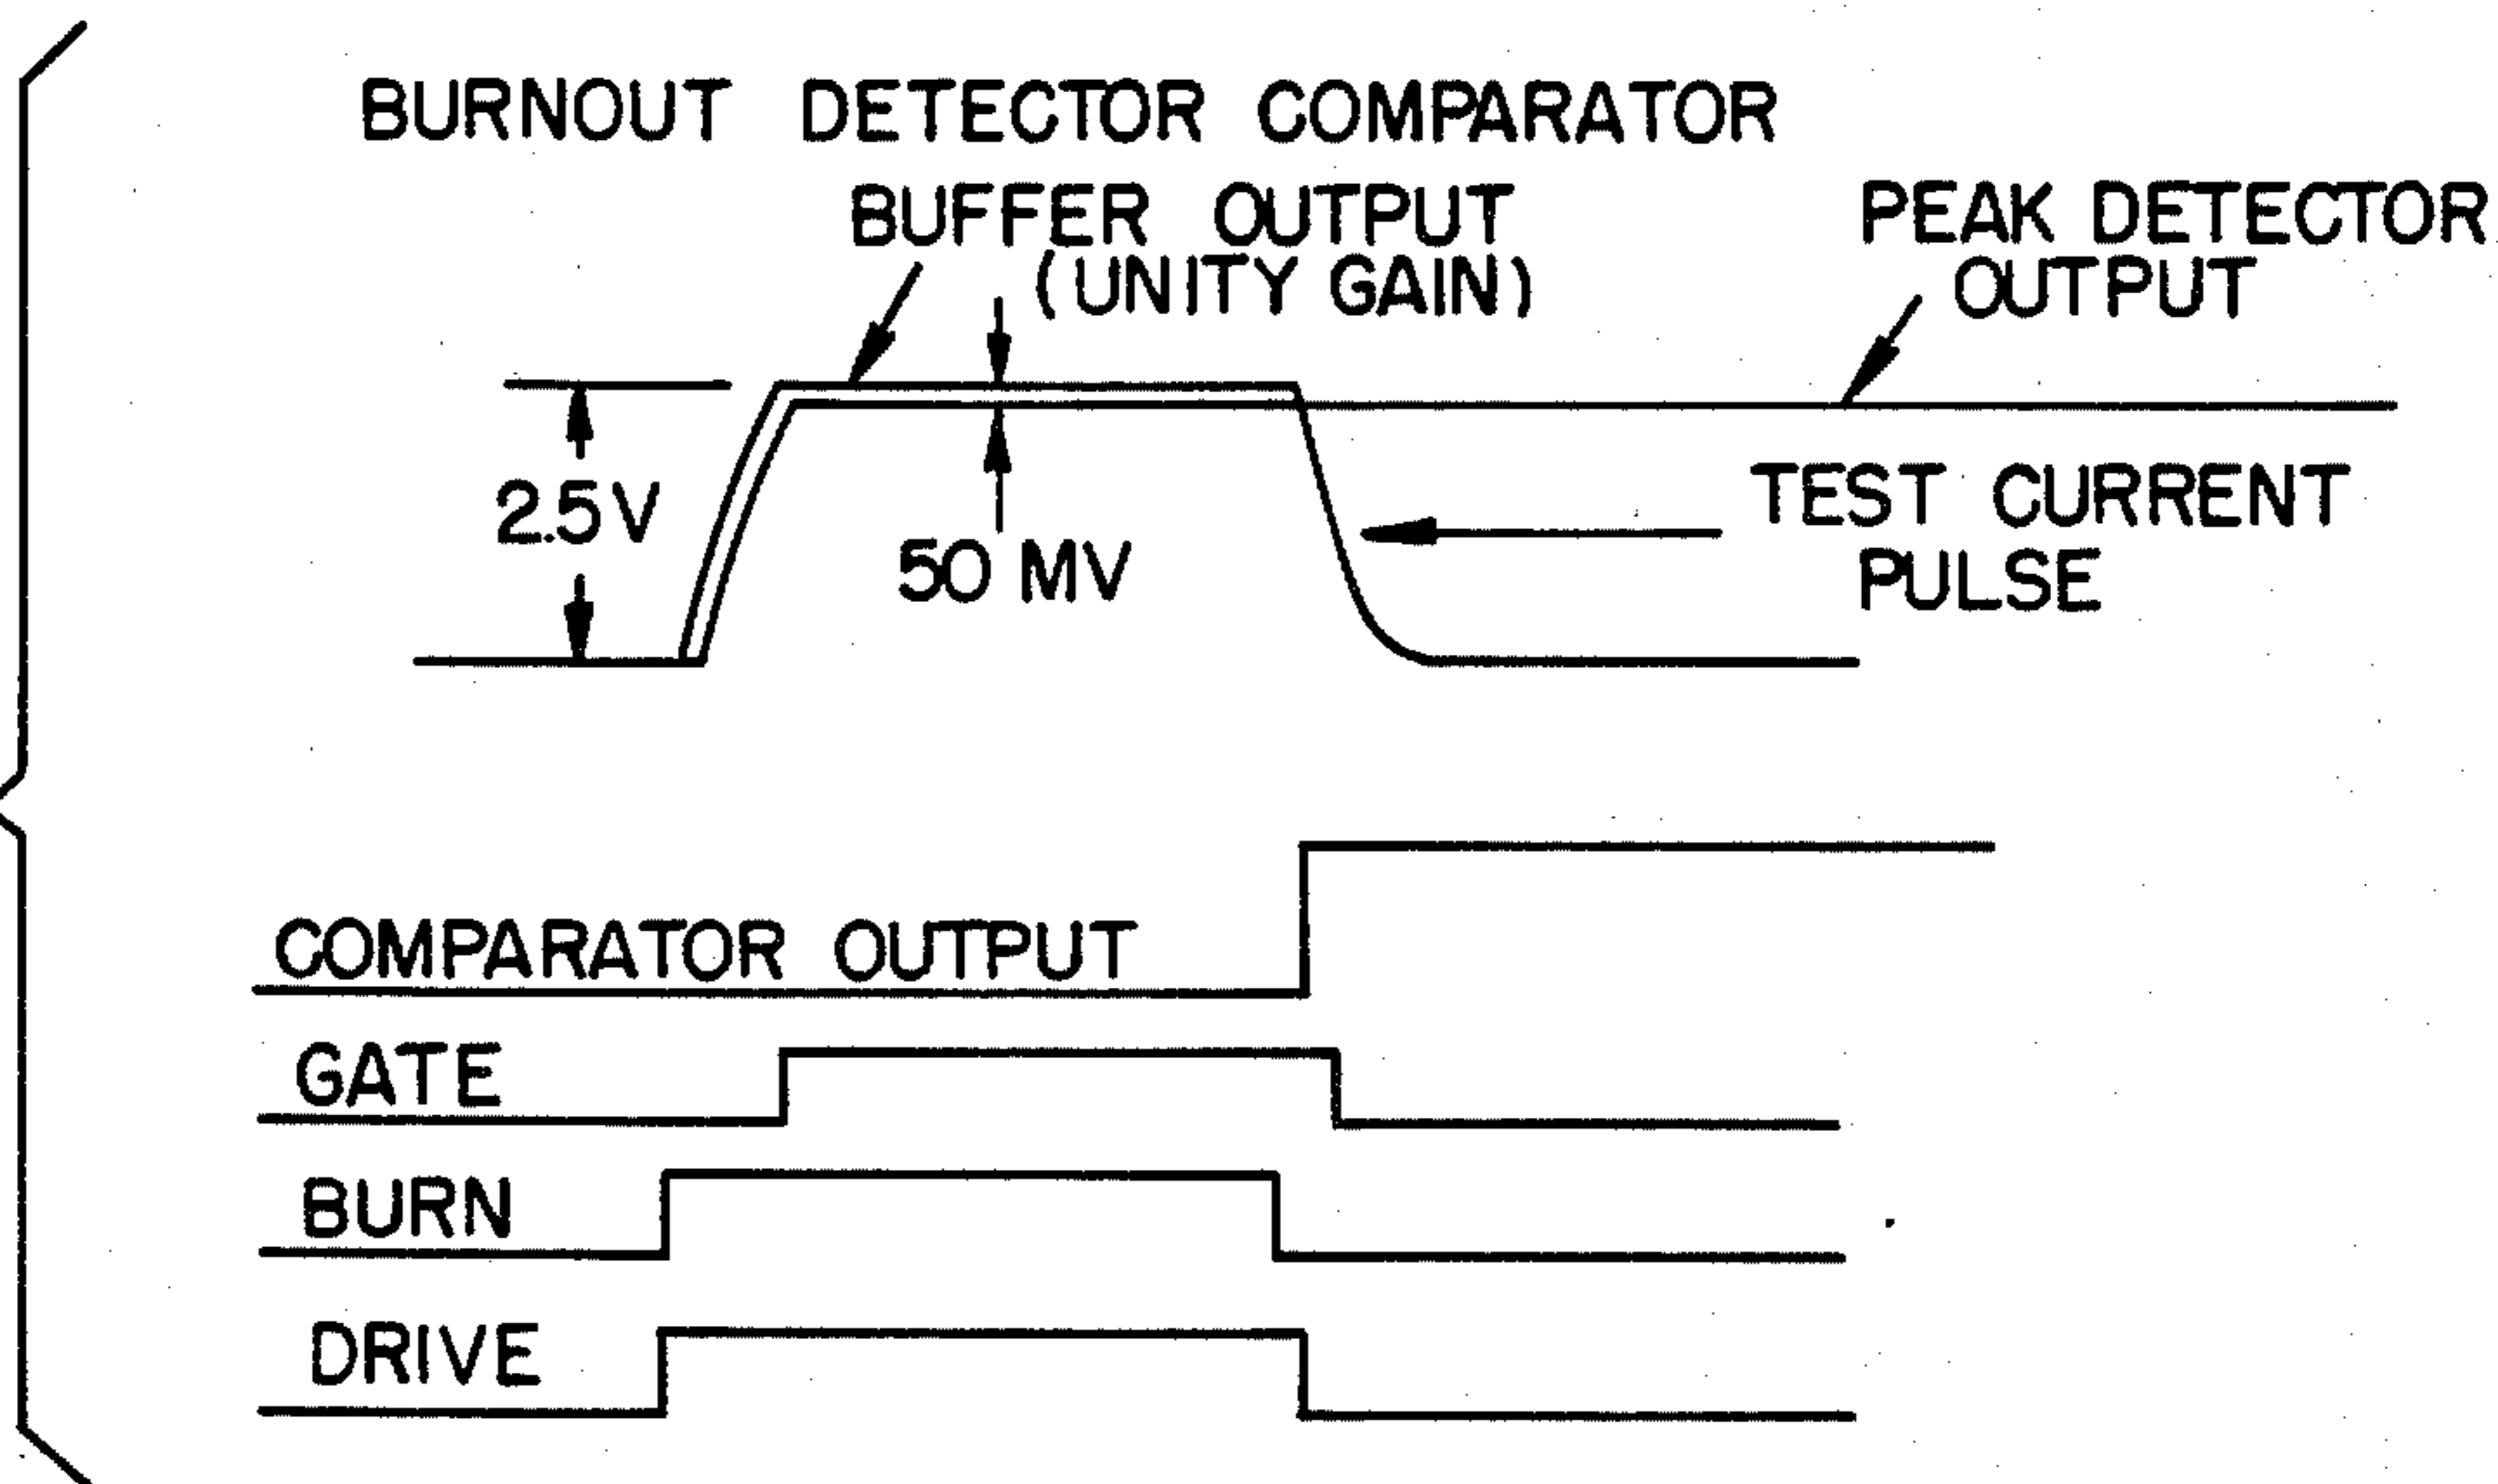 BURNOUT DETECTOR COMPARATOR
BUFFER OUTPUT
(UNITY GAIN)
PEAK DETECTOR
OUTPUT
2.5V
50 MV
TEST CURRENT
PULSE
COMPARATOR OUTPUT
GATE
BURN
DRIVE